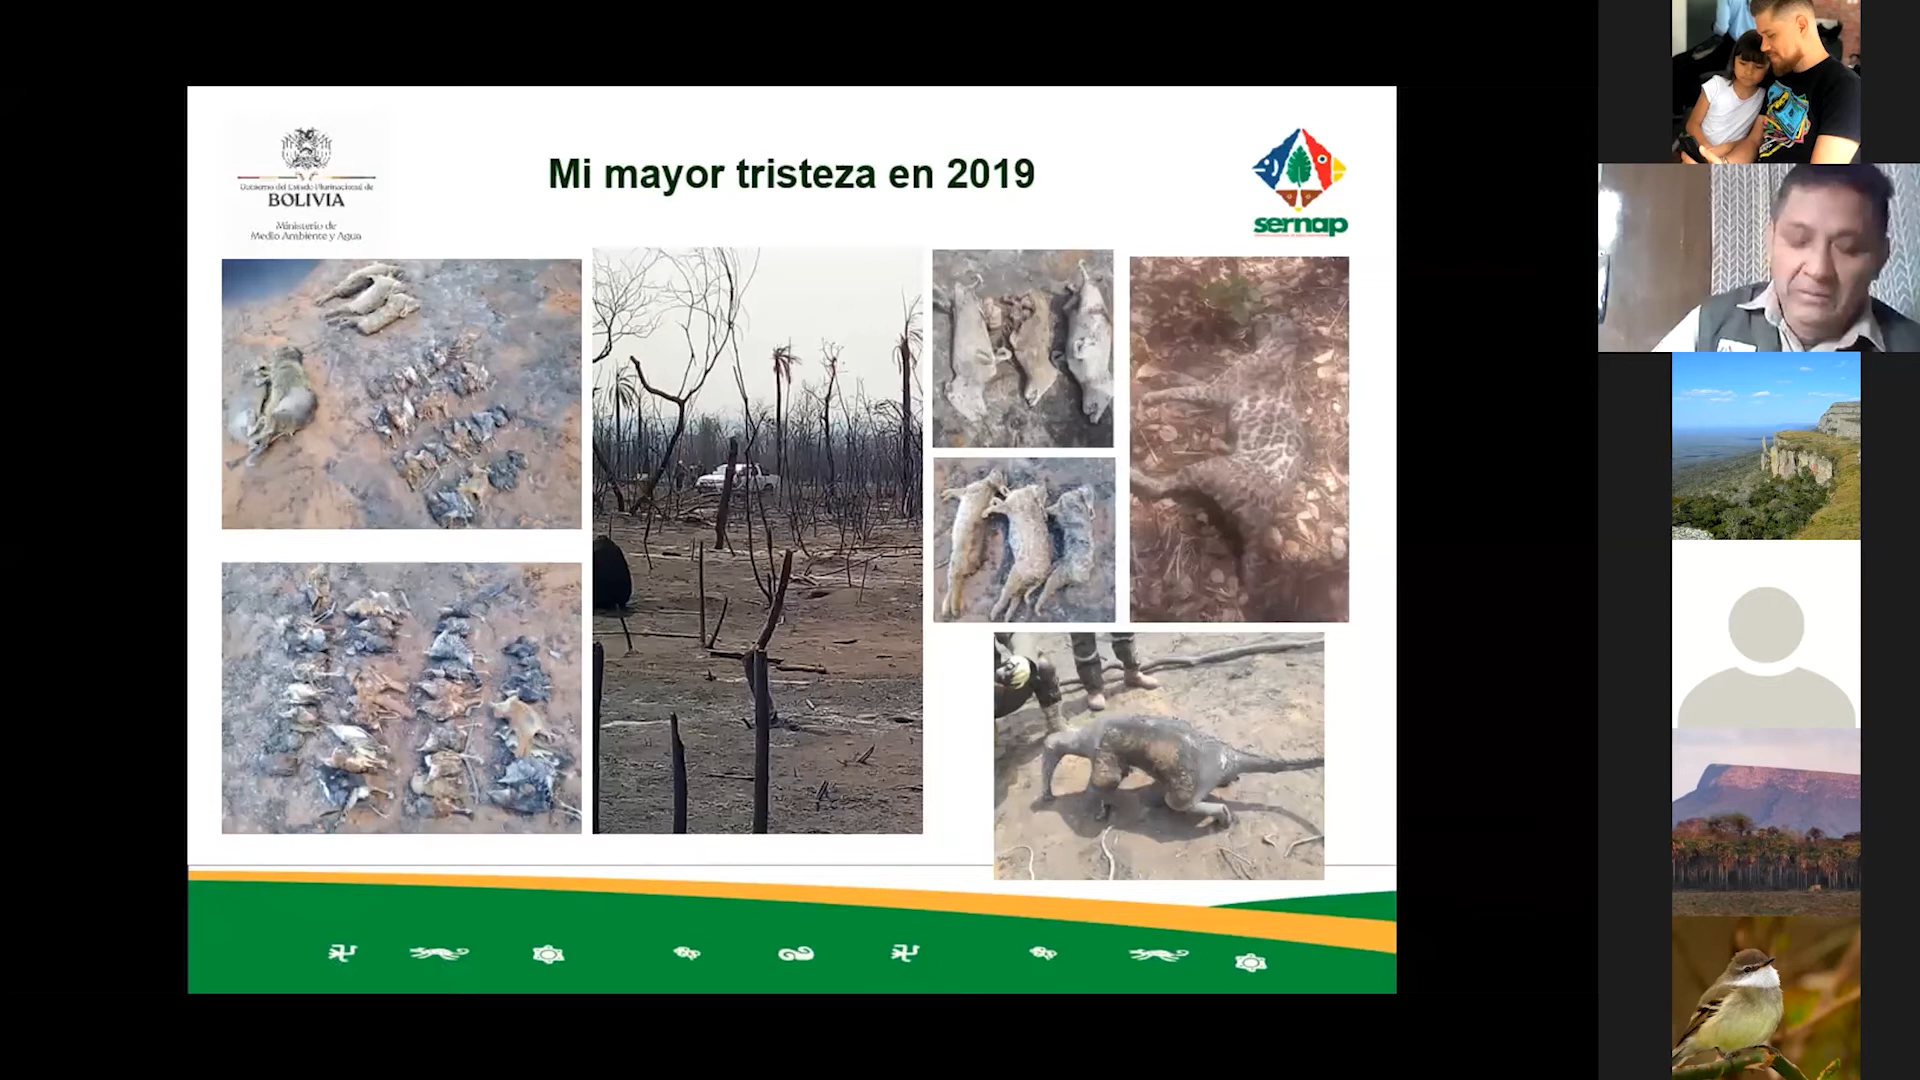 Gobierno del Estado Plurinacional de
BOLIVIA
Ministerio de
Medio Ambiente y Agua
Mi mayor tristeza en 2019
sernap